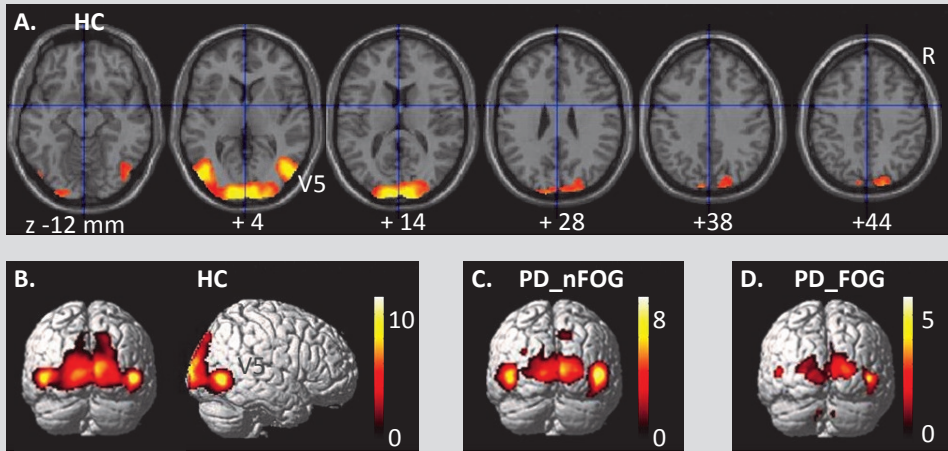 A. HC
R
V5
z -12 mm + 4 + 14 + 28 +38 +44
B. HC
V5
10
0
C. PD_nFOG
8
0
D. PD_FOG
5
0